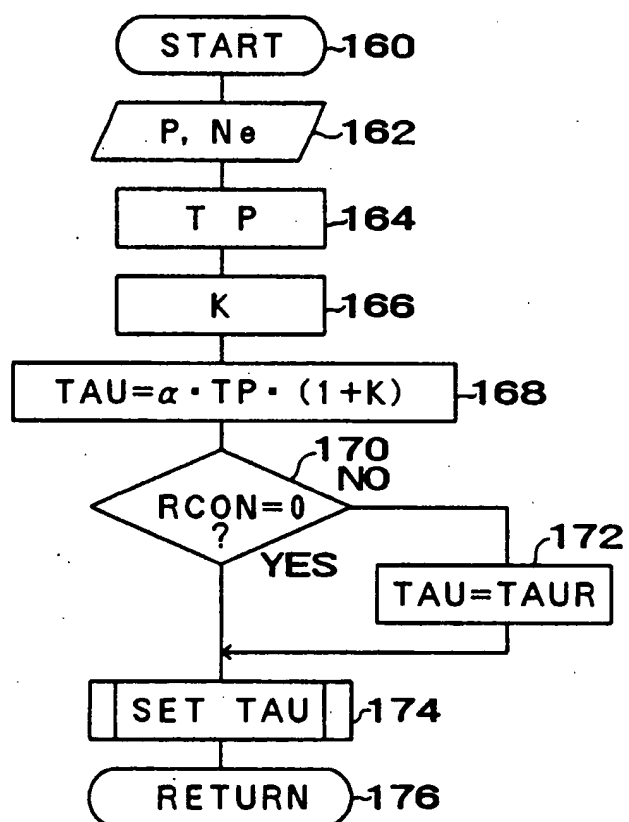 START 160
P, Ne 162
T P 164
K 166
TAU=α・TP・(1+K) 168
170
NO
RCON=0
?
YES
172
TAU=TAUR
SET TAU 174
RETURN 176